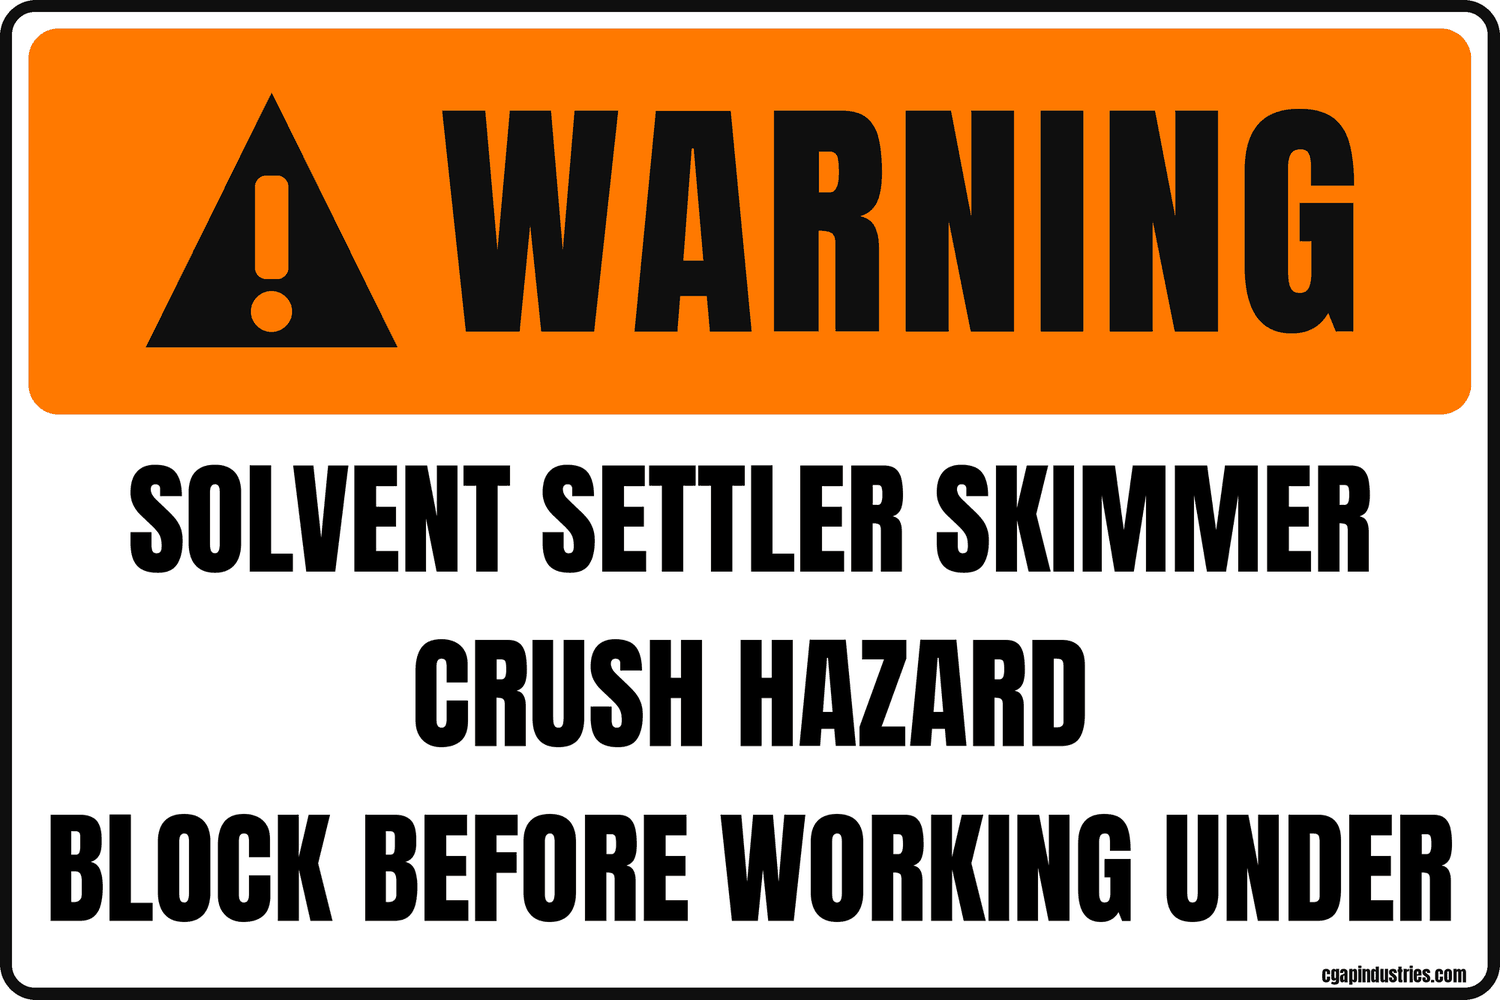 WARNING
SOLVENT SETTLER SKIMMER
CRUSH HAZARD
BLOCK BEFORE WORKING UNDER
cgapindustries.com